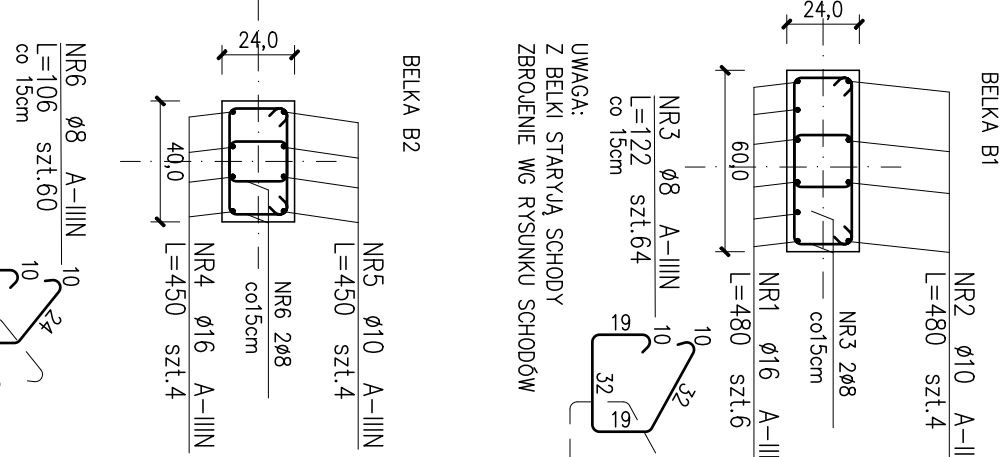 BELKA B1
24,0
60,0
NR2 ø10 A-II
L=480 szt.4
NR3 2ø8
co15cm
NR1 ø16 A-III
L=480 szt.6
NR3 ø8 A-IIIN
L=122 szt.64
co 15cm
10
10
19
32
32
19
UWAGA:
Z BELKI STARYJĄ SCHODY
ZBROJENIE WG RYSUNKU SCHODÓW
BELKA B2
24,0
40,0
NR5 ø10 A-IIIN
L=450 szt.4
NR6 2ø8
co15cm
NR4 ø16 A-IIIN
L=450 szt.4
NR6 ø8 A-IIIN
L=106 szt.60
co 15cm
10
10
24